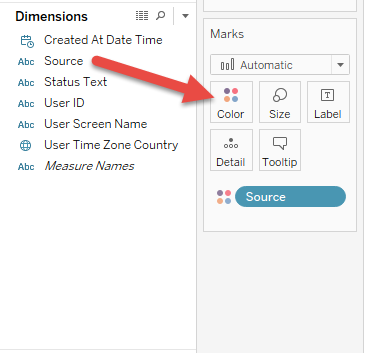 Dimensions
Abc Created At Date Time
Abc Source
Abc Status Text
Abc User ID
Abc User Screen Name
User Time Zone Country
Abc Measure Names
Marks
Automatic
Color Size Label
T
Detail Tooltip
Source